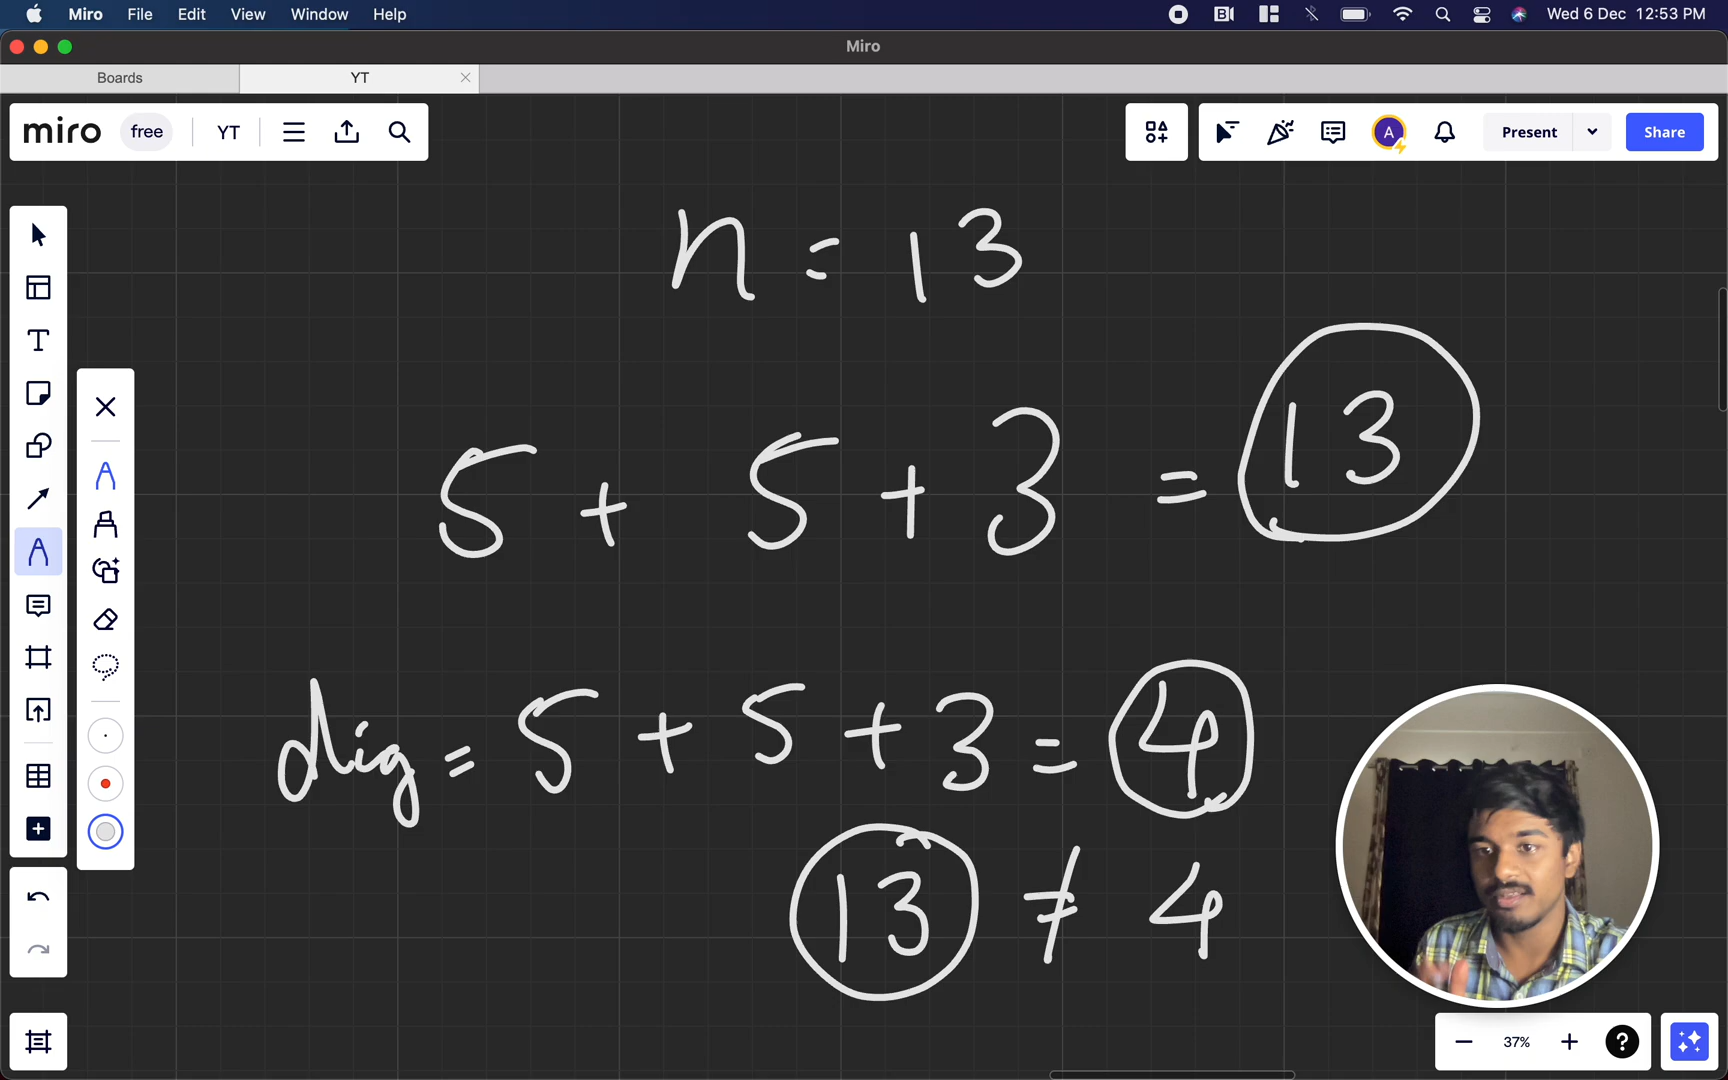 Miro File Edit View Window Help
Wed 6 Dec 12:53 PM
Miro
Boards
YT
miro free YT
A
Present
Share
n = 13
5 + 5 + 3 = 13
dig = 5 + 5 + 3 = 4
13 ≠ 4
37%